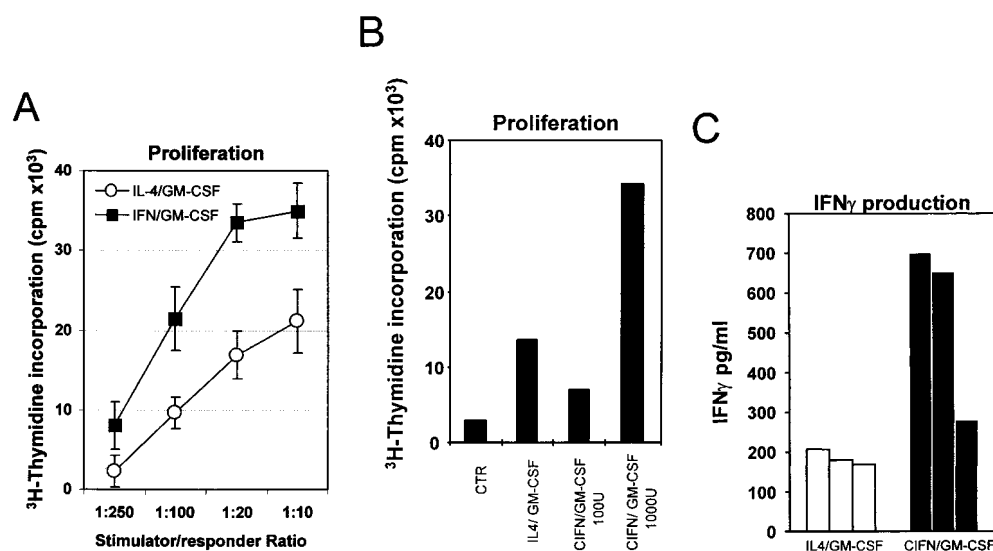 A
Proliferation
³H-Thymidine incorporation (cpm x10³)
40
30
20
10
0
IL-4/GM-CSF
IFN/GM-CSF
1:250 1:100 1:20 1:10
Stimulator/responder Ratio
B
Proliferation
³H-Thymidine incorporation (cpm x10³)
40
30
20
10
0
CTR
IL4/ GM-CSF
CIFN/GM-CSF
100U
CIFN/ GM-CSF
1000U
C
IFNγ production
IFNγ pg/ml
800
700
600
500
400
300
200
100
0
IL4/GM-CSF CIFN/GM-CSF